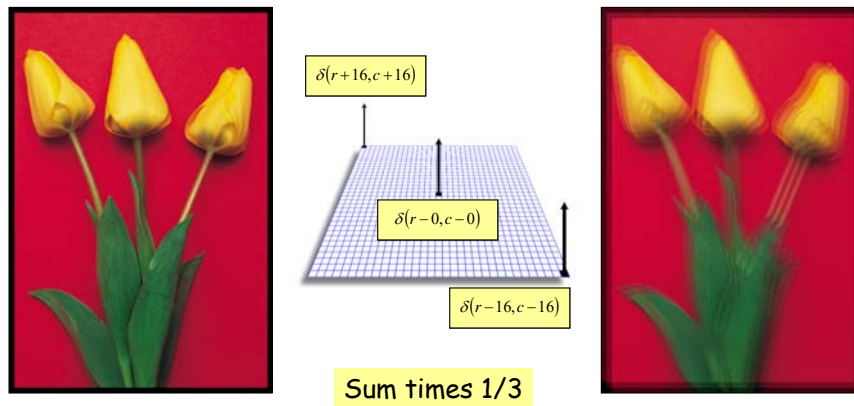 δ(r+16,c+16)
δ(r−0,c−0)
δ(r−16,c−16)
Sum times 1/3